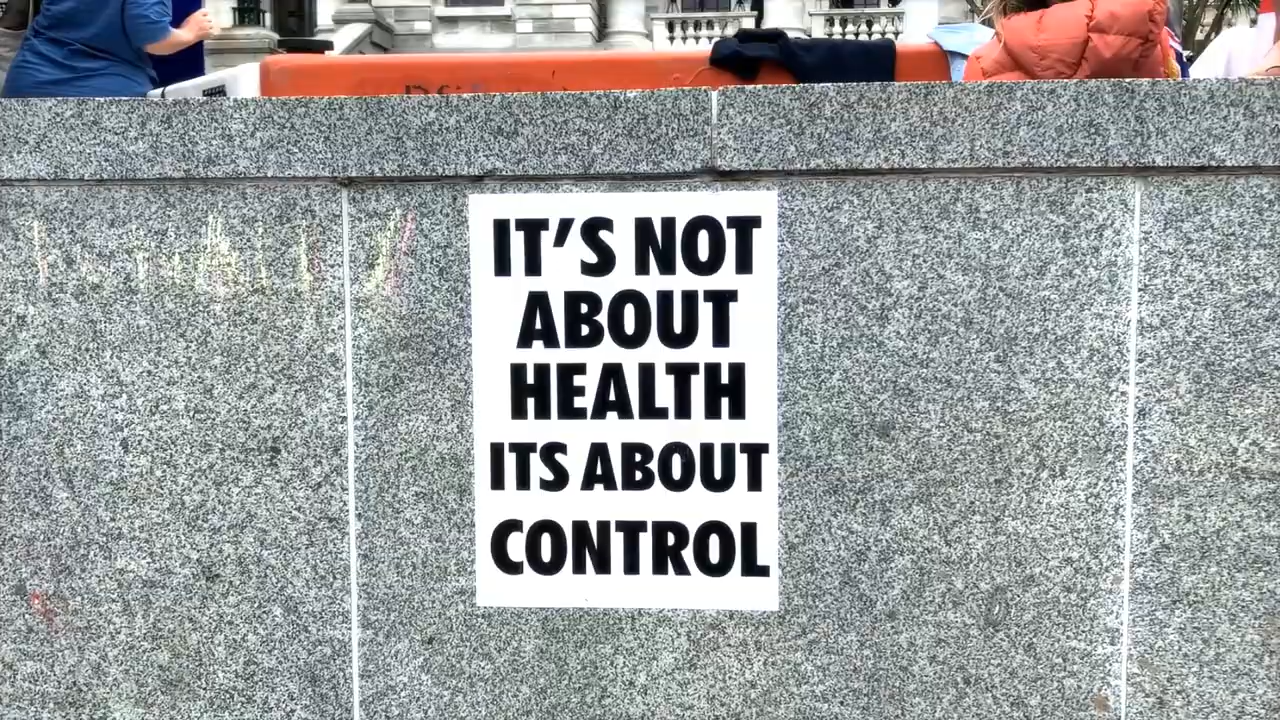 IT'S NOT
ABOUT
HEALTH
ITS ABOUT
CONTROL